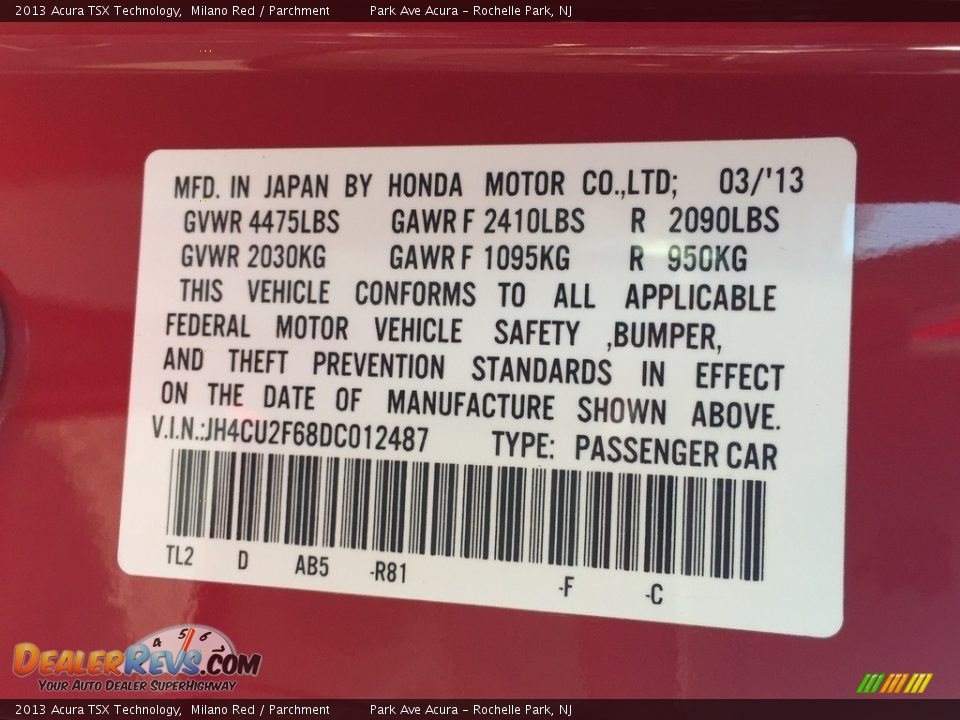 2013 Acura TSX Technology,  Milano Red / Parchment   Park Ave Acura - Rochelle Park, NJ
MFD. IN JAPAN BY HONDA MOTOR CO.,LTD; 03/'13
GVWR 4475LBS GAWR F 2410LBS R 2090LBS
GVWR 2030KG GAWR F 1095KG R 950KG
THIS VEHICLE CONFORMS TO ALL APPLICABLE
FEDERAL MOTOR VEHICLE SAFETY ,BUMPER,
AND THEFT PREVENTION STANDARDS IN EFFECT
ON THE DATE OF MANUFACTURE SHOWN ABOVE.
V.I.N.:JH4CU2F68DC012487 TYPE: PASSENGER CAR
TL2 D AB5 -R81 -F -C
4 5 6
DEALERREVS.COM
YOUR AUTO DEALER SUPERHIGHWAY
2013 Acura TSX Technology,  Milano Red / Parchment   Park Ave Acura - Rochelle Park, NJ